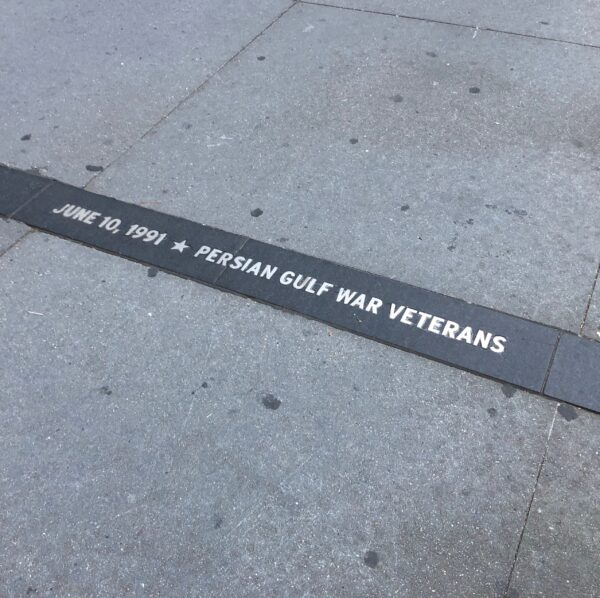 JUNE 10, 1991 ★ PERSIAN GULF WAR VETERANS